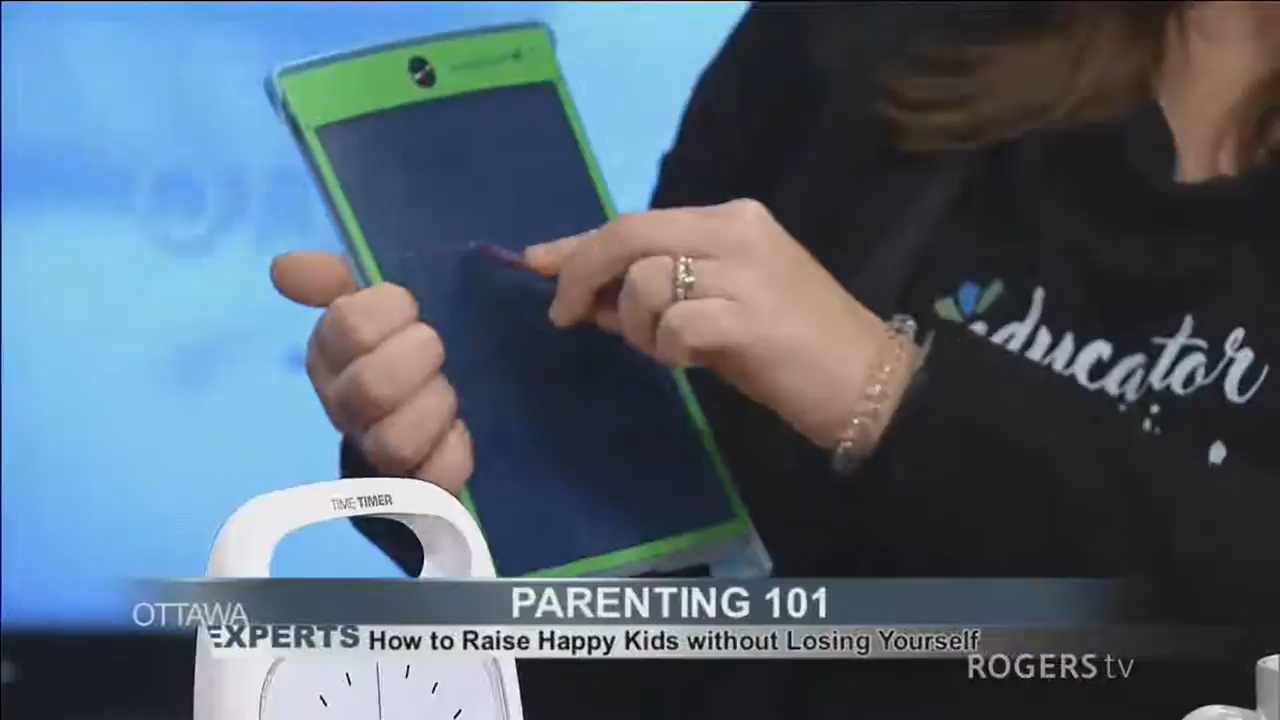 educator
TIME TIMER
PARENTING 101
OTTAWA
EXPERTS How to Raise Happy Kids without Losing Yourself
ROGERS tv